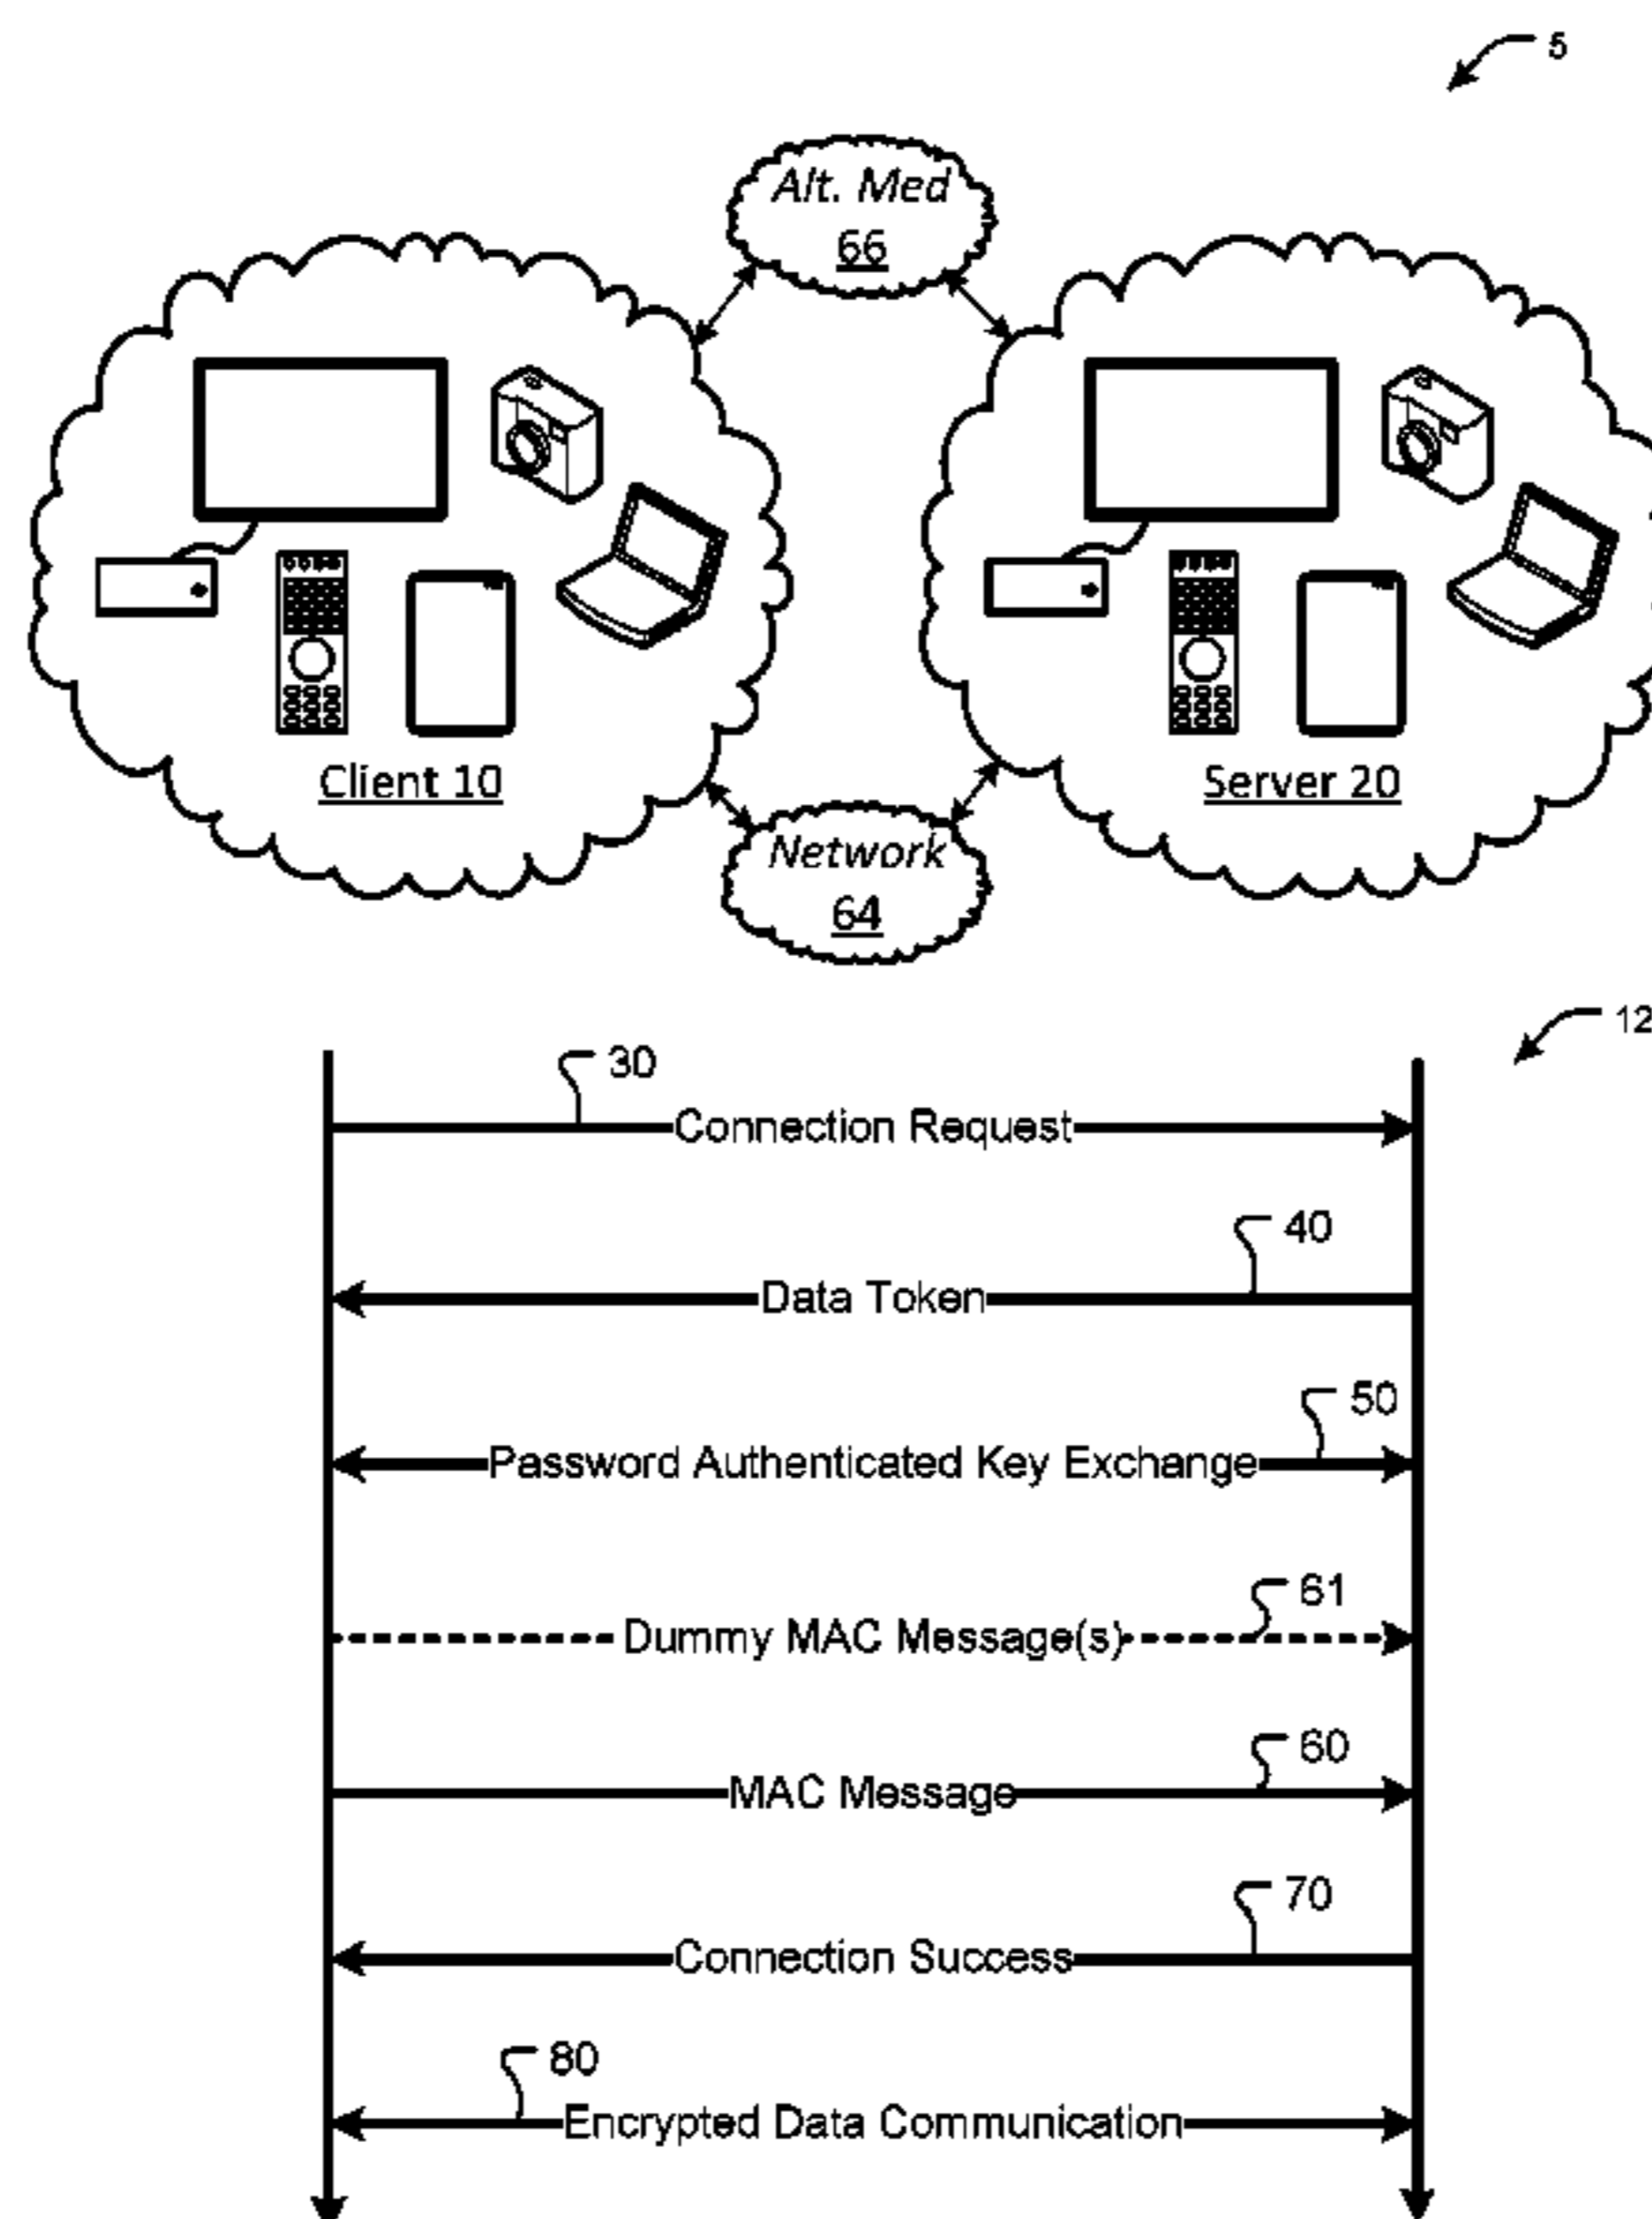 5
Alt. Med
66
Client 10
Server 20
Network
64
12
30
Connection Request
40
Data Token
50
Password Authenticated Key Exchange
61
Dummy MAC Message(s)
60
MAC Message
70
Connection Success
80
Encrypted Data Communication